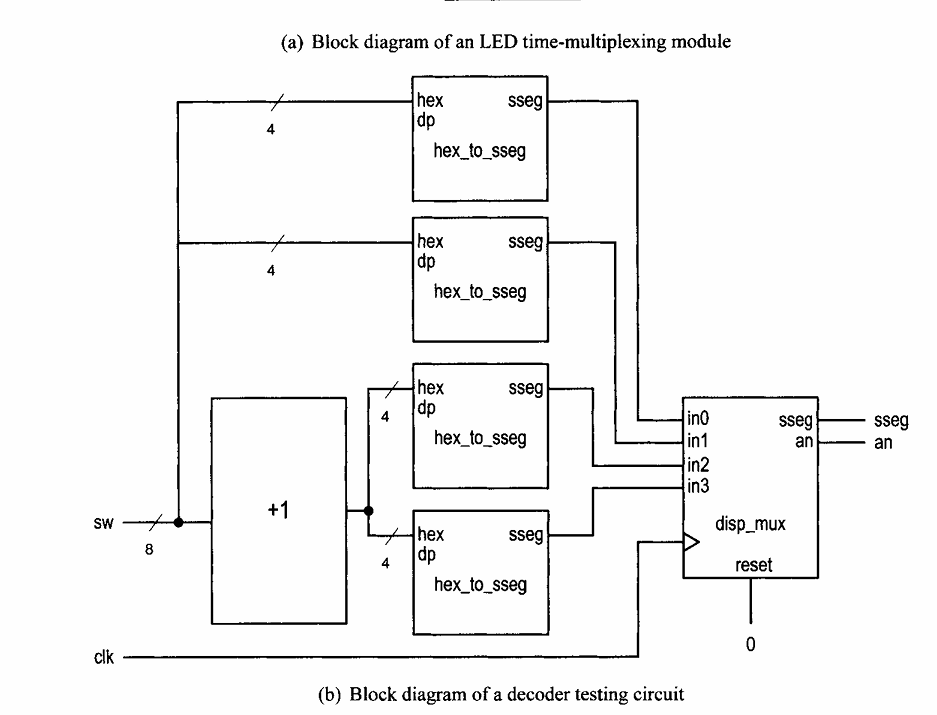 (a) Block diagram of an LED time-multiplexing module
hex sseg
4 dp
hex_to_sseg
hex sseg
4 dp
hex_to_sseg
hex sseg
4 dp
hex_to_sseg
in0 sseg sseg
in1 an an
in2
in3
+1
sw
8
hex sseg
4 dp
hex_to_sseg
disp_mux
reset
0
clk
(b) Block diagram of a decoder testing circuit